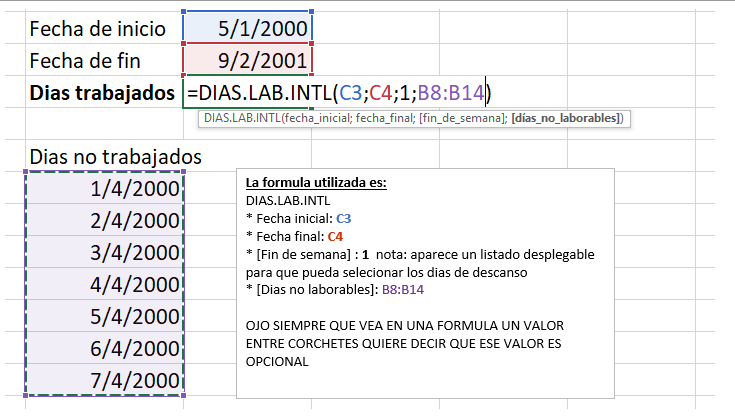 Fecha de inicio 5/1/2000
Fecha de fin 9/2/2001
Dias trabajados =DIAS.LAB.INTL(C3;C4;1;B8:B14)
DIAS.LAB.INTL(fecha_inicial; fecha_final; [fin_de_semana]; [días_no_laborables])
Dias no trabajados
1/4/2000
2/4/2000
3/4/2000
4/4/2000
5/4/2000
6/4/2000
7/4/2000
La formula utilizada es:
DIAS.LAB.INTL
* Fecha inicial: C3
* Fecha final: C4
* [Fin de semana] : 1 nota: aparece un listado desplegable
para que pueda selecionar los dias de descanso
* [Dias no laborables]: B8:B14
OJO SIEMPRE QUE VEA EN UNA FORMULA UN VALOR
ENTRE CORCHETES QUIERE DECIR QUE ESE VALOR ES
OPCIONAL